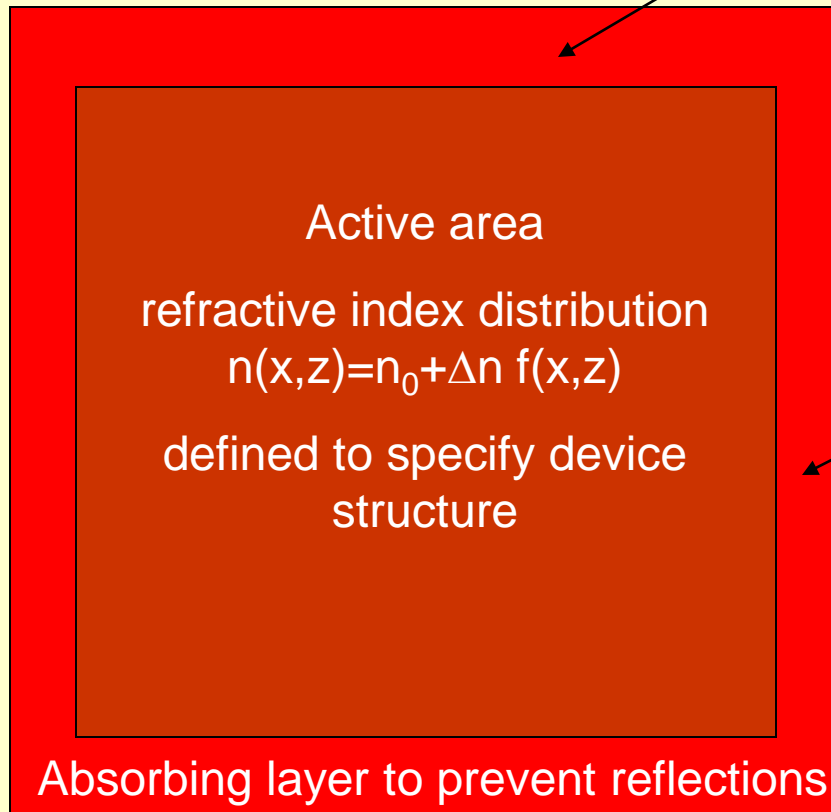 Active area
refractive index distribution
n(x,z)=n₀+Δn f(x,z)
defined to specify device
structure
Absorbing layer to prevent reflections